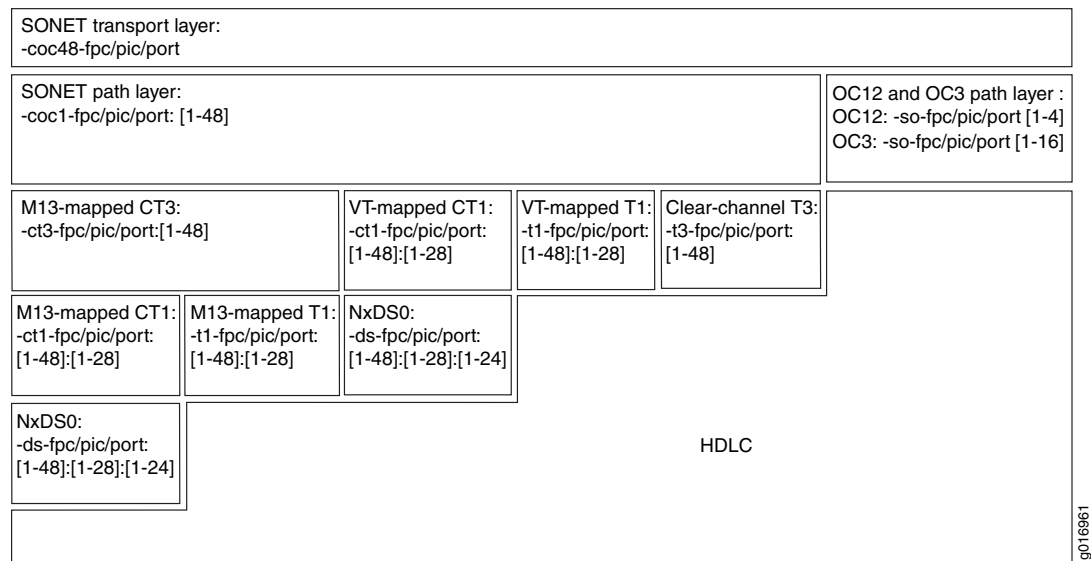 SONET transport layer:
-coc48-fpc/pic/port
SONET path layer:
-coc1-fpc/pic/port: [1-48]
OC12 and OC3 path layer :
OC12: -so-fpc/pic/port [1-4]
OC3: -so-fpc/pic/port [1-16]
M13-mapped CT3:
-ct3-fpc/pic/port:[1-48]
VT-mapped CT1:
-ct1-fpc/pic/port:
[1-48]:[1-28]
VT-mapped T1:
-t1-fpc/pic/port:
[1-48]:[1-28]
Clear-channel T3:
-t3-fpc/pic/port:
[1-48]
M13-mapped CT1:
-ct1-fpc/pic/port:
[1-48]:[1-28]
M13-mapped T1:
-t1-fpc/pic/port:
[1-48]:[1-28]
NxDS0:
-ds-fpc/pic/port:
[1-48]:[1-28]:[1-24]
NxDS0:
-ds-fpc/pic/port:
[1-48]:[1-28]:[1-24]
HDLC
g016961